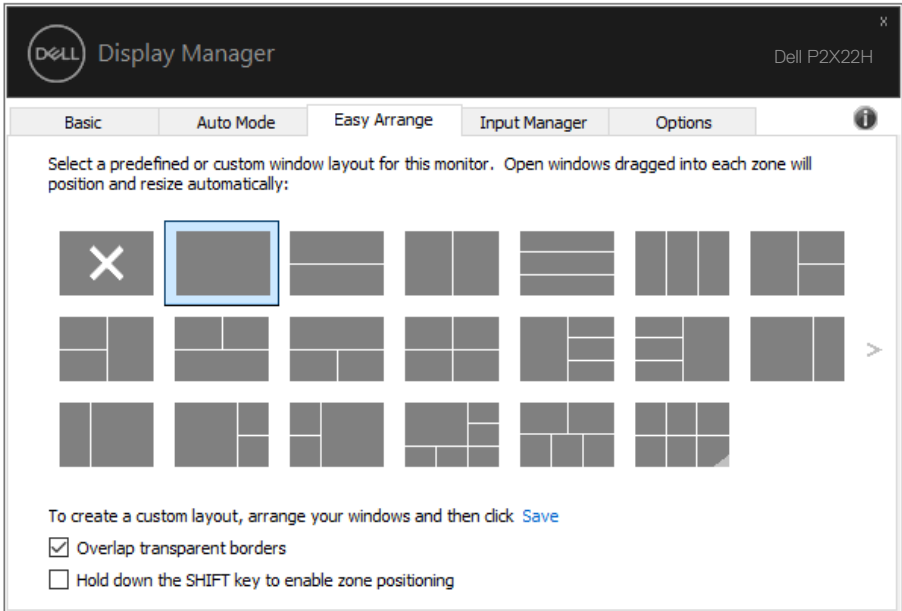 x
DELL Display Manager
Dell P2X22H
Basic Auto Mode Easy Arrange Input Manager Options
Select a predefined or custom window layout for this monitor. Open windows dragged into each zone will
position and resize automatically:
>
To create a custom layout, arrange your windows and then click Save
Overlap transparent borders
Hold down the SHIFT key to enable zone positioning